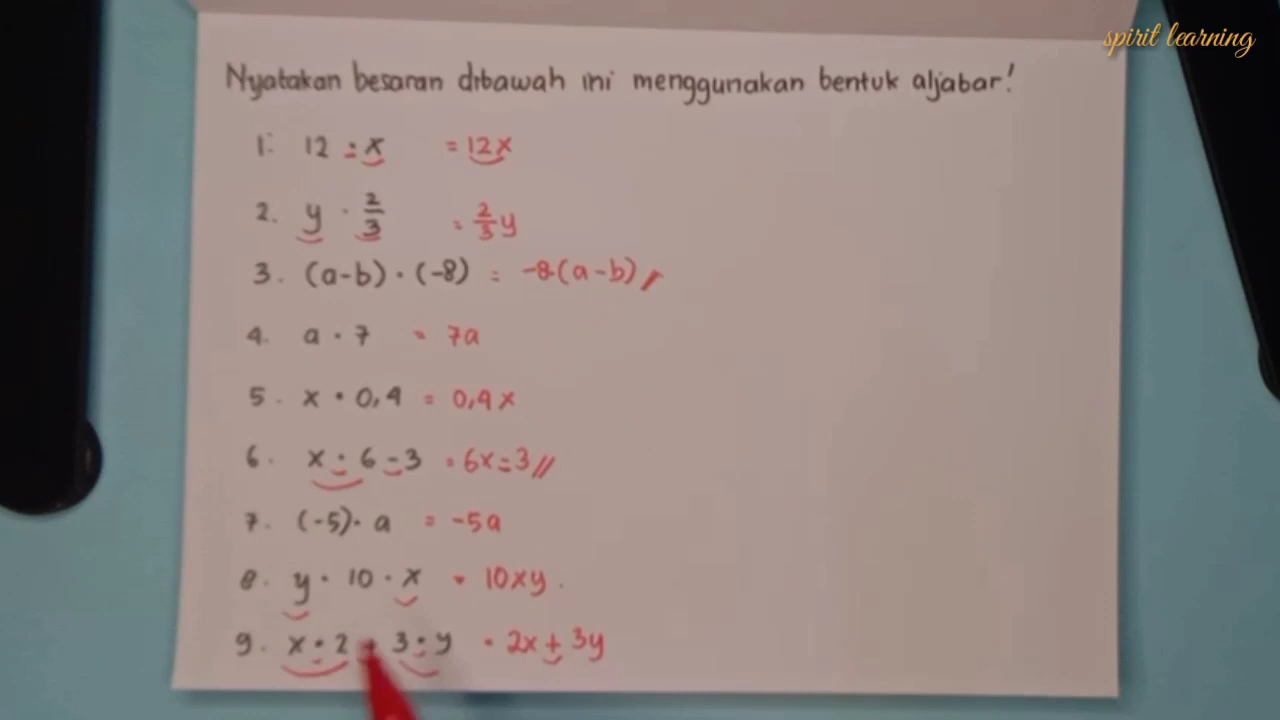 spirit learning
Nyatakan besaran dibawah ini menggunakan bentuk aljabar!
1. 12 · x = 12x
2. y · 2/3 = 2/3 y
3. (a-b) · (-8) = -8·(a-b)//
4. a · 7 = 7a
5. x · 0,4 = 0,4x
6. x · 6 - 3 = 6x - 3//
7. (-5) · a = -5a
8. y · 10 · x = 10xy.
9. x · 2 + 3 · y = 2x + 3y